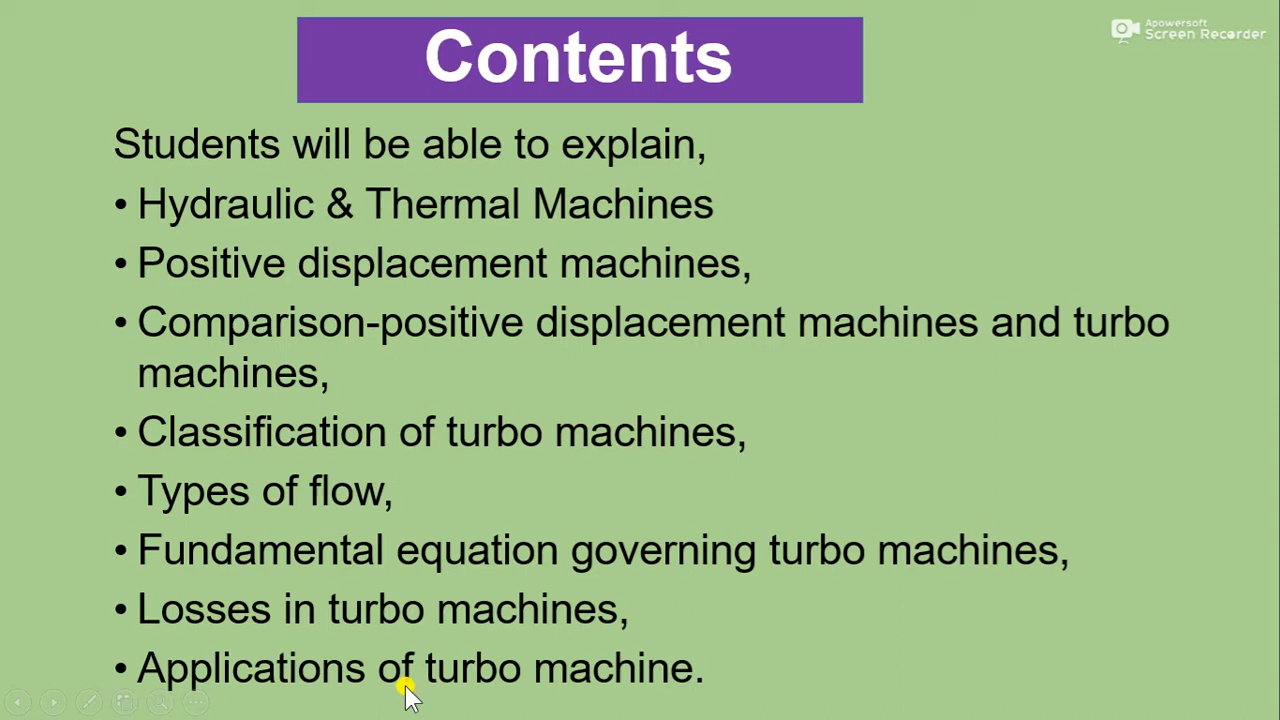 Contents
Apowersoft
Screen Recorder
Students will be able to explain,
• Hydraulic & Thermal Machines
• Positive displacement machines,
• Comparison-positive displacement machines and turbo
machines,
• Classification of turbo machines,
• Types of flow,
• Fundamental equation governing turbo machines,
• Losses in turbo machines,
• Applications of turbo machine.